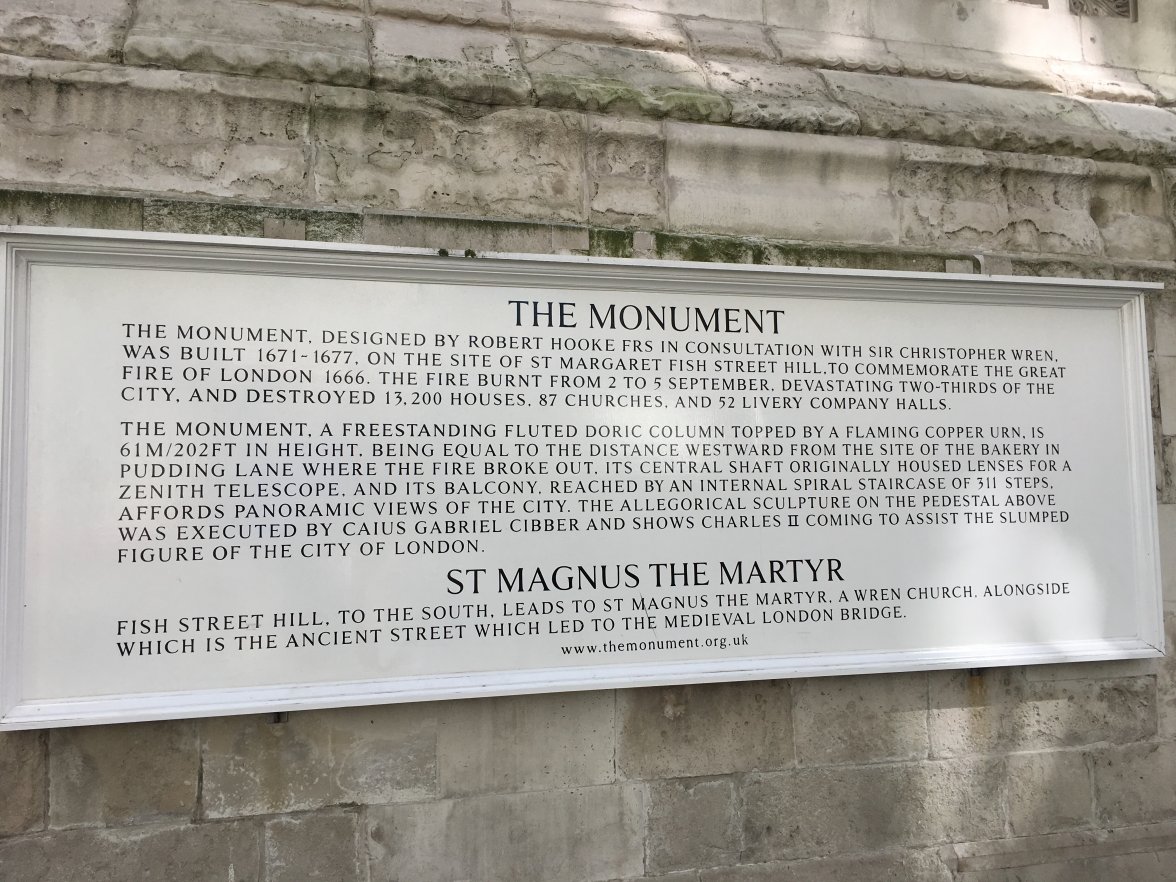 THE MONUMENT
THE MONUMENT, DESIGNED BY ROBERT HOOKE FRS IN CONSULTATION WITH SIR CHRISTOPHER WREN,
WAS BUILT 1671~1677, ON THE SITE OF ST MARGARET FISH STREET HILL,TO COMMEMORATE THE GREAT
FIRE OF LONDON 1666. THE FIRE BURNT FROM 2 TO 5 SEPTEMBER, DEVASTATING TWO-THIRDS OF THE
CITY, AND DESTROYED 13,200 HOUSES, 87 CHURCHES, AND 52 LIVERY COMPANY HALLS.
THE MONUMENT, A FREESTANDING FLUTED DORIC COLUMN TOPPED BY A FLAMING COPPER URN, IS
61M/202FT IN HEIGHT, BEING EQUAL TO THE DISTANCE WESTWARD FROM THE SITE OF THE BAKERY IN
PUDDING LANE WHERE THE FIRE BROKE OUT. ITS CENTRAL SHAFT ORIGINALLY HOUSED LENSES FOR A
ZENITH TELESCOPE, AND ITS BALCONY, REACHED BY AN INTERNAL SPIRAL STAIRCASE OF 311 STEPS,
AFFORDS PANORAMIC VIEWS OF THE CITY. THE ALLEGORICAL SCULPTURE ON THE PEDESTAL ABOVE
WAS EXECUTED BY CAIUS GABRIEL CIBBER AND SHOWS CHARLES II COMING TO ASSIST THE SLUMPED
FIGURE OF THE CITY OF LONDON.
ST MAGNUS THE MARTYR
FISH STREET HILL, TO THE SOUTH, LEADS TO ST MAGNUS THE MARTYR, A WREN CHURCH, ALONGSIDE
WHICH IS THE ANCIENT STREET WHICH LED TO THE MEDIEVAL LONDON BRIDGE.
www.themonument.org.uk